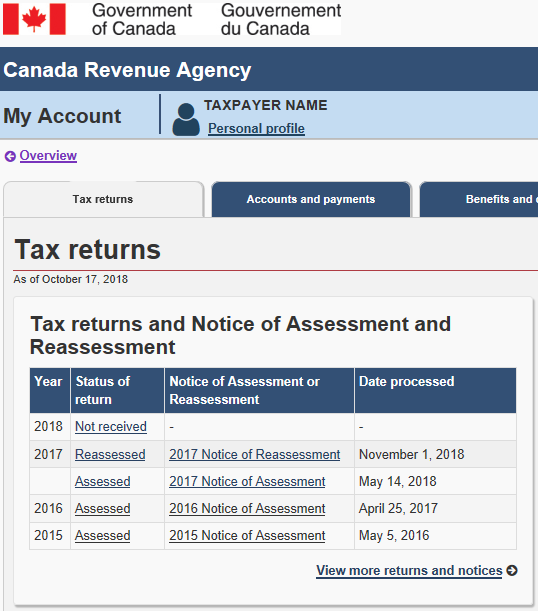 Government of Canada
Gouvernement du Canada
Canada Revenue Agency
My Account
TAXPAYER NAME
Personal profile
Overview
Tax returns
Accounts and payments
Benefits and
Tax returns
As of October 17, 2018
Tax returns and Notice of Assessment and
Reassessment
Year Status of return Notice of Assessment or Reassessment Date processed
2018 Not received - -
2017 Reassessed 2017 Notice of Reassessment November 1, 2018
Assessed 2017 Notice of Assessment May 14, 2018
2016 Assessed 2016 Notice of Assessment April 25, 2017
2015 Assessed 2015 Notice of Assessment May 5, 2016
View more returns and notices